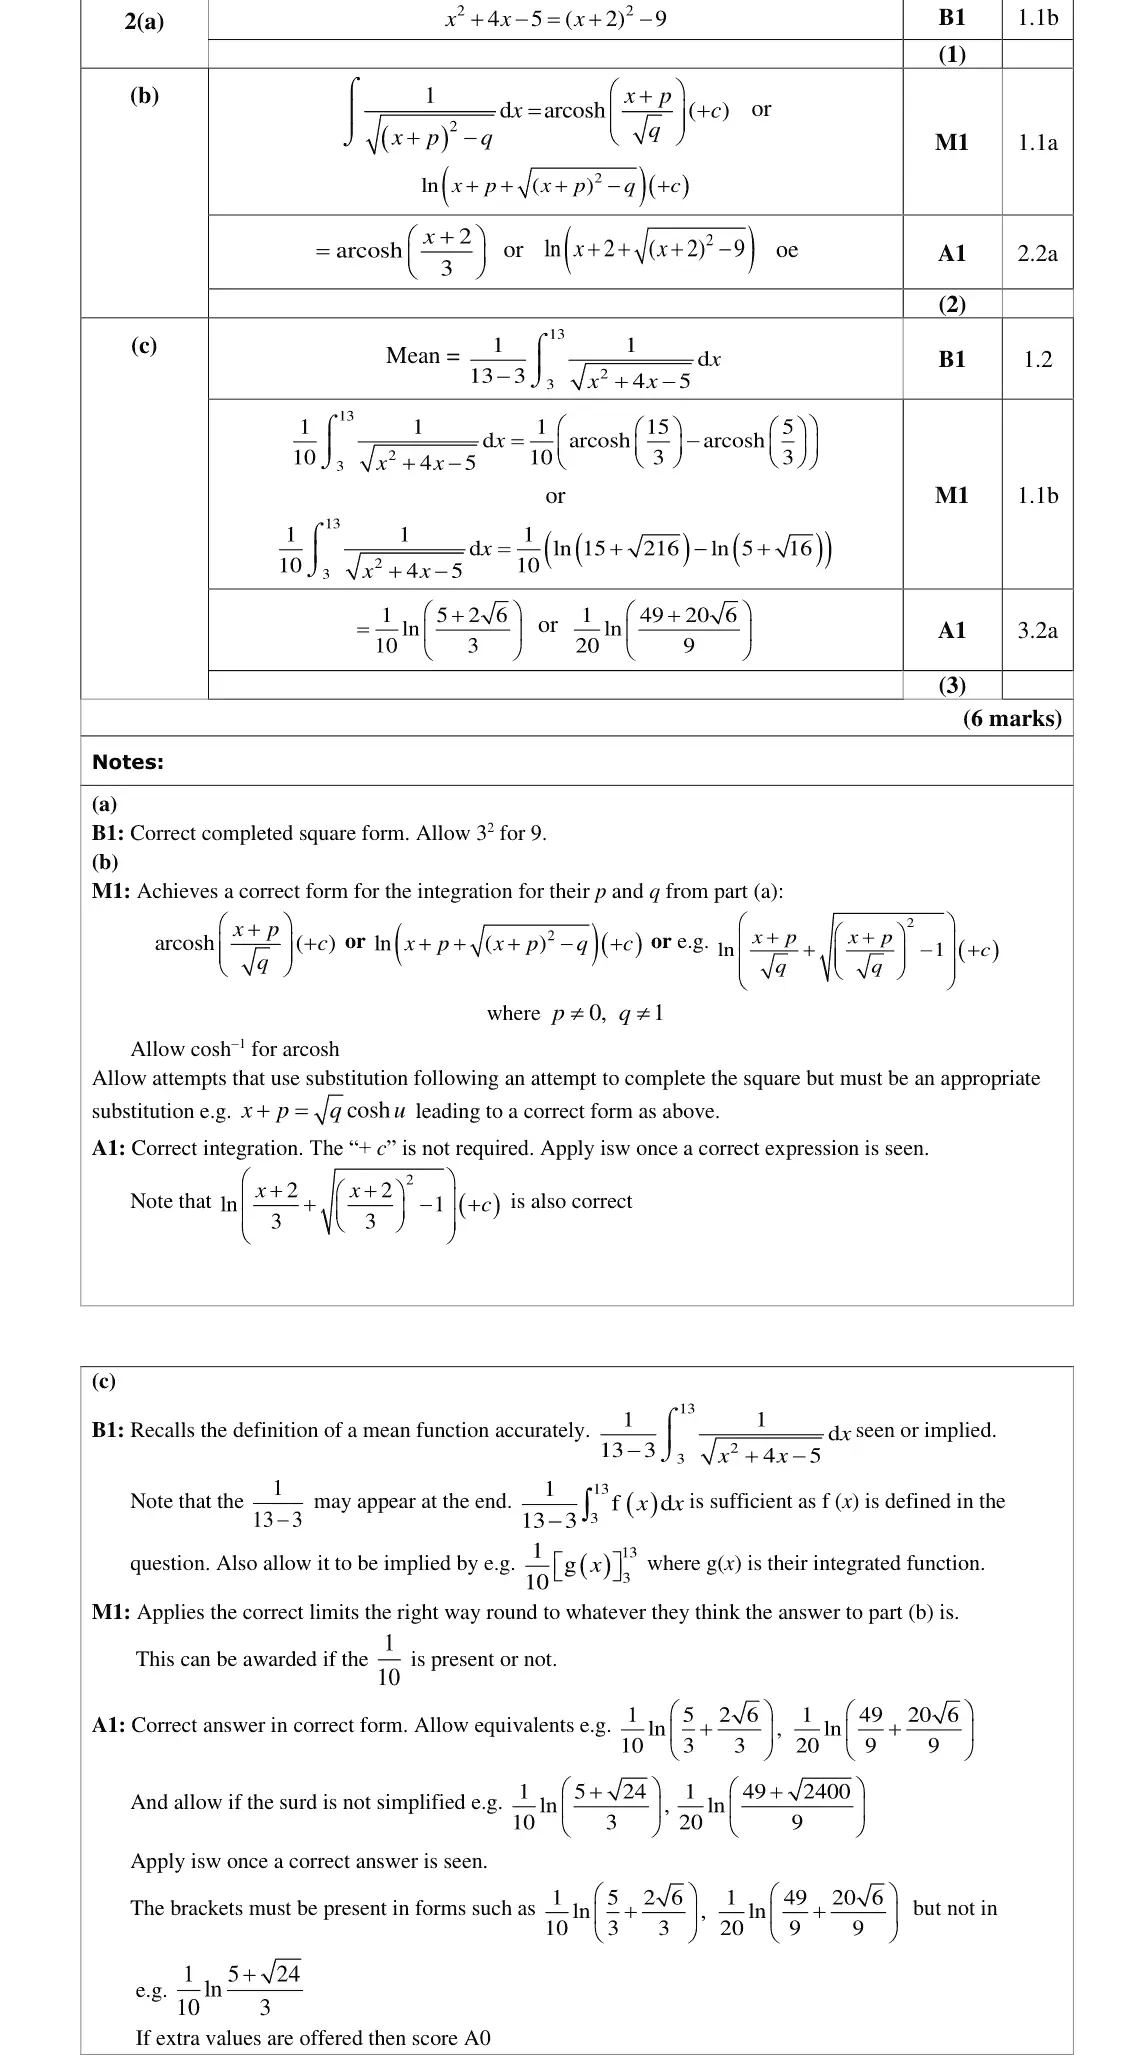 2(a) x² + 4x − 5 = (x + 2)² − 9 B1 1.1b
(1)
(b) ∫ 1/√((x + p)² − q) dx = arcosh((x + p)/√q)(+c) or
ln(x + p + √((x + p)² − q))(+c) M1 1.1a
= arcosh((x + 2)/3) or ln(x + 2 + √((x + 2)² − 9)) oe A1 2.2a
(2)
(c) Mean = 1/(13 − 3) ∫₃¹³ 1/√(x² + 4x − 5) dx B1 1.2
1/10 ∫₃¹³ 1/√(x² + 4x − 5) dx = 1/10 (arcosh(15/3) − arcosh(5/3))
or M1 1.1b
1/10 ∫₃¹³ 1/√(x² + 4x − 5) dx = 1/10 (ln(15 + √216) − ln(5 + √16))
= 1/10 ln((5 + 2√6)/3) or 1/20 ln((49 + 20√6)/9) A1 3.2a
(3)
(6 marks)
Notes:
(a)
B1: Correct completed square form. Allow 3² for 9.
(b)
M1: Achieves a correct form for the integration for their p and q from part (a):
arcosh((x + p)/√q)(+c) or ln(x + p + √((x + p)² − q))(+c) or e.g. ln((x + p)/√q + √(((x + p)/√q)² − 1))(+c)
where p ≠ 0, q ≠ 1
Allow cosh⁻¹ for arcosh
Allow attempts that use substitution following an attempt to complete the square but must be an appropriate
substitution e.g. x + p = √q cosh u leading to a correct form as above.
A1: Correct integration. The “+ c” is not required. Apply isw once a correct expression is seen.
Note that ln((x + 2)/3 + √(((x + 2)/3)² − 1))(+c) is also correct
(c)
B1: Recalls the definition of a mean function accurately. 1/(13 − 3) ∫₃¹³ 1/√(x² + 4x − 5) dx seen or implied.
Note that the 1/(13 − 3) may appear at the end. 1/(13 − 3) ∫₃¹³ f (x)dx is sufficient as f (x) is defined in the
question. Also allow it to be implied by e.g. 1/10 [g(x)]₃¹³ where g(x) is their integrated function.
M1: Applies the correct limits the right way round to whatever they think the answer to part (b) is.
This can be awarded if the 1/10 is present or not.
A1: Correct answer in correct form. Allow equivalents e.g. 1/10 ln(5/3 + 2√6/3), 1/20 ln(49/9 + 20√6/9)
And allow if the surd is not simplified e.g. 1/10 ln((5 + √24)/3), 1/20 ln((49 + √2400)/9)
Apply isw once a correct answer is seen.
The brackets must be present in forms such as 1/10 ln(5/3 + 2√6/3), 1/20 ln(49/9 + 20√6/9) but not in
e.g. 1/10 ln (5 + √24)/3
If extra values are offered then score A0